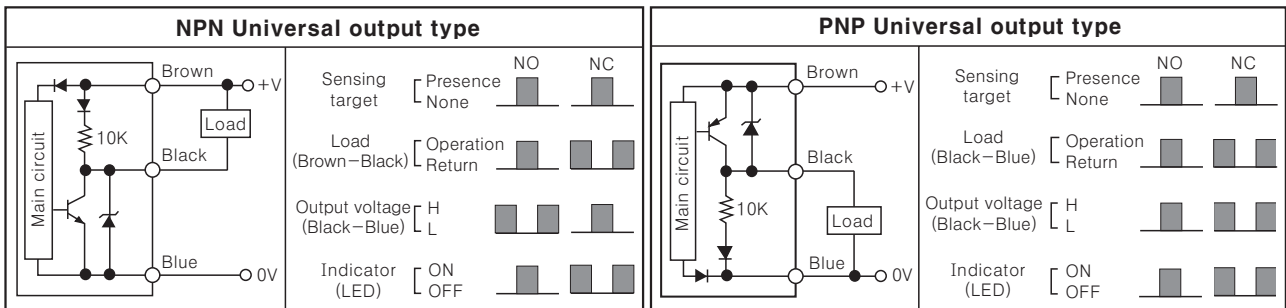 NPN Universal output type
Main circuit
10K
Brown
+V
Load
Black
Blue
0V
NO
NC
Sensing target
Presence
None
Load (Brown-Black)
Operation
Return
Output voltage (Black-Blue)
H
L
Indicator (LED)
ON
OFF
PNP Universal output type
Main circuit
10K
Brown
+V
Black
Load
Blue
0V
NO
NC
Sensing target
Presence
None
Load (Black-Blue)
Operation
Return
Output voltage (Black-Blue)
H
L
Indicator (LED)
ON
OFF